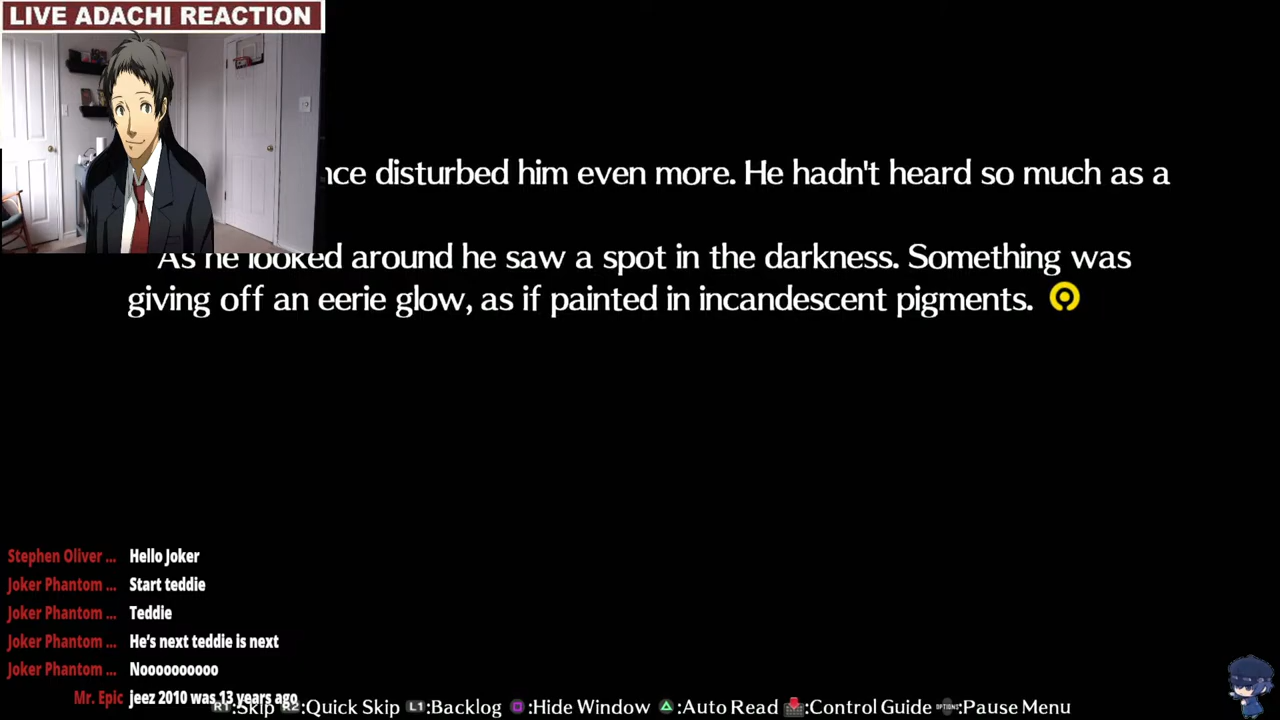 LIVE ADACHI REACTION
disturbed him even more. He hadn't heard so much as a
As he looked around he saw a spot in the darkness. Something was
giving off an eerie glow, as if painted in incandescent pigments.
Stephen Oliver ... Hello Joker
Joker Phantom ... Start teddie
Joker Phantom ... Teddie
Joker Phantom ... He's next teddie is next
Joker Phantom ... Noooooooooo
Mr. Epic jeez 2010 was 13 years ago
R1:Skip R2:Quick Skip L1:Backlog :Hide Window :Auto Read :Control Guide OPTIONS:Pause Menu